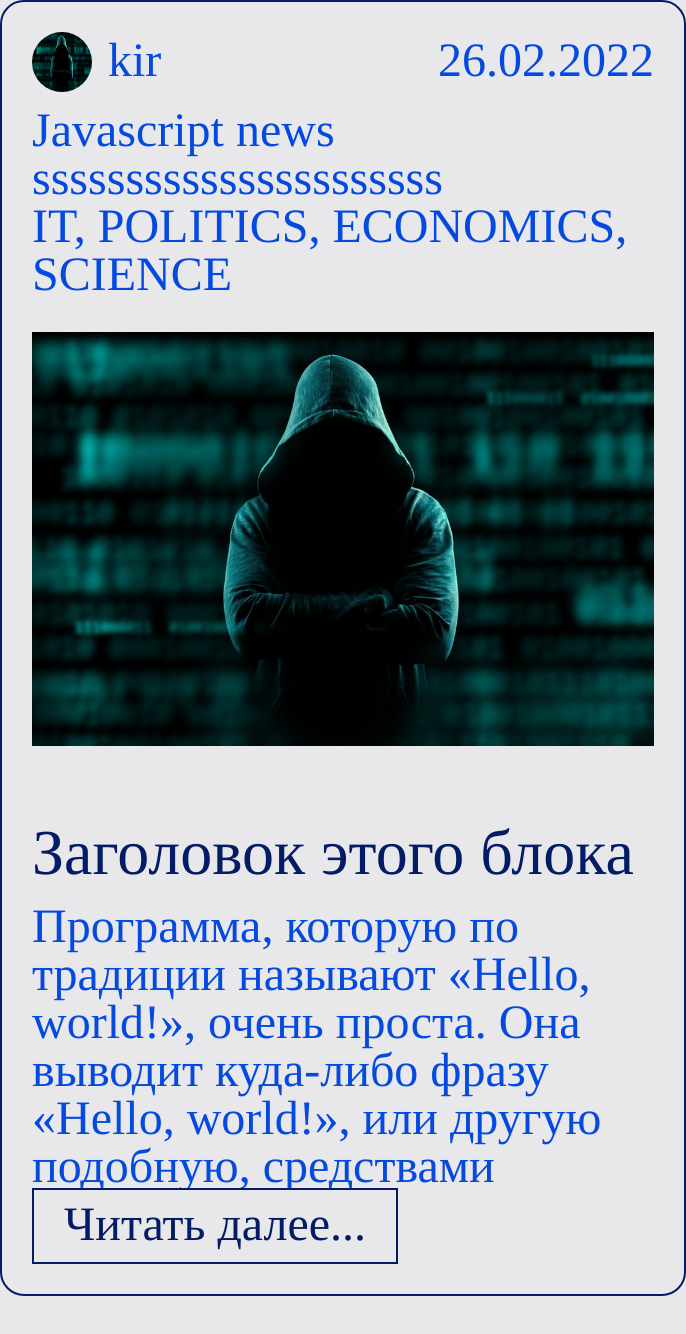 kir 26.02.2022
Javascript news
ssssssssssssssssssssss
IT, POLITICS, ECONOMICS,
SCIENCE
Заголовок этого блока
Программа, которую по
традиции называют «Hello,
world!», очень проста. Она
выводит куда-либо фразу
«Hello, world!», или другую
подобную, средствами
Читать далее...